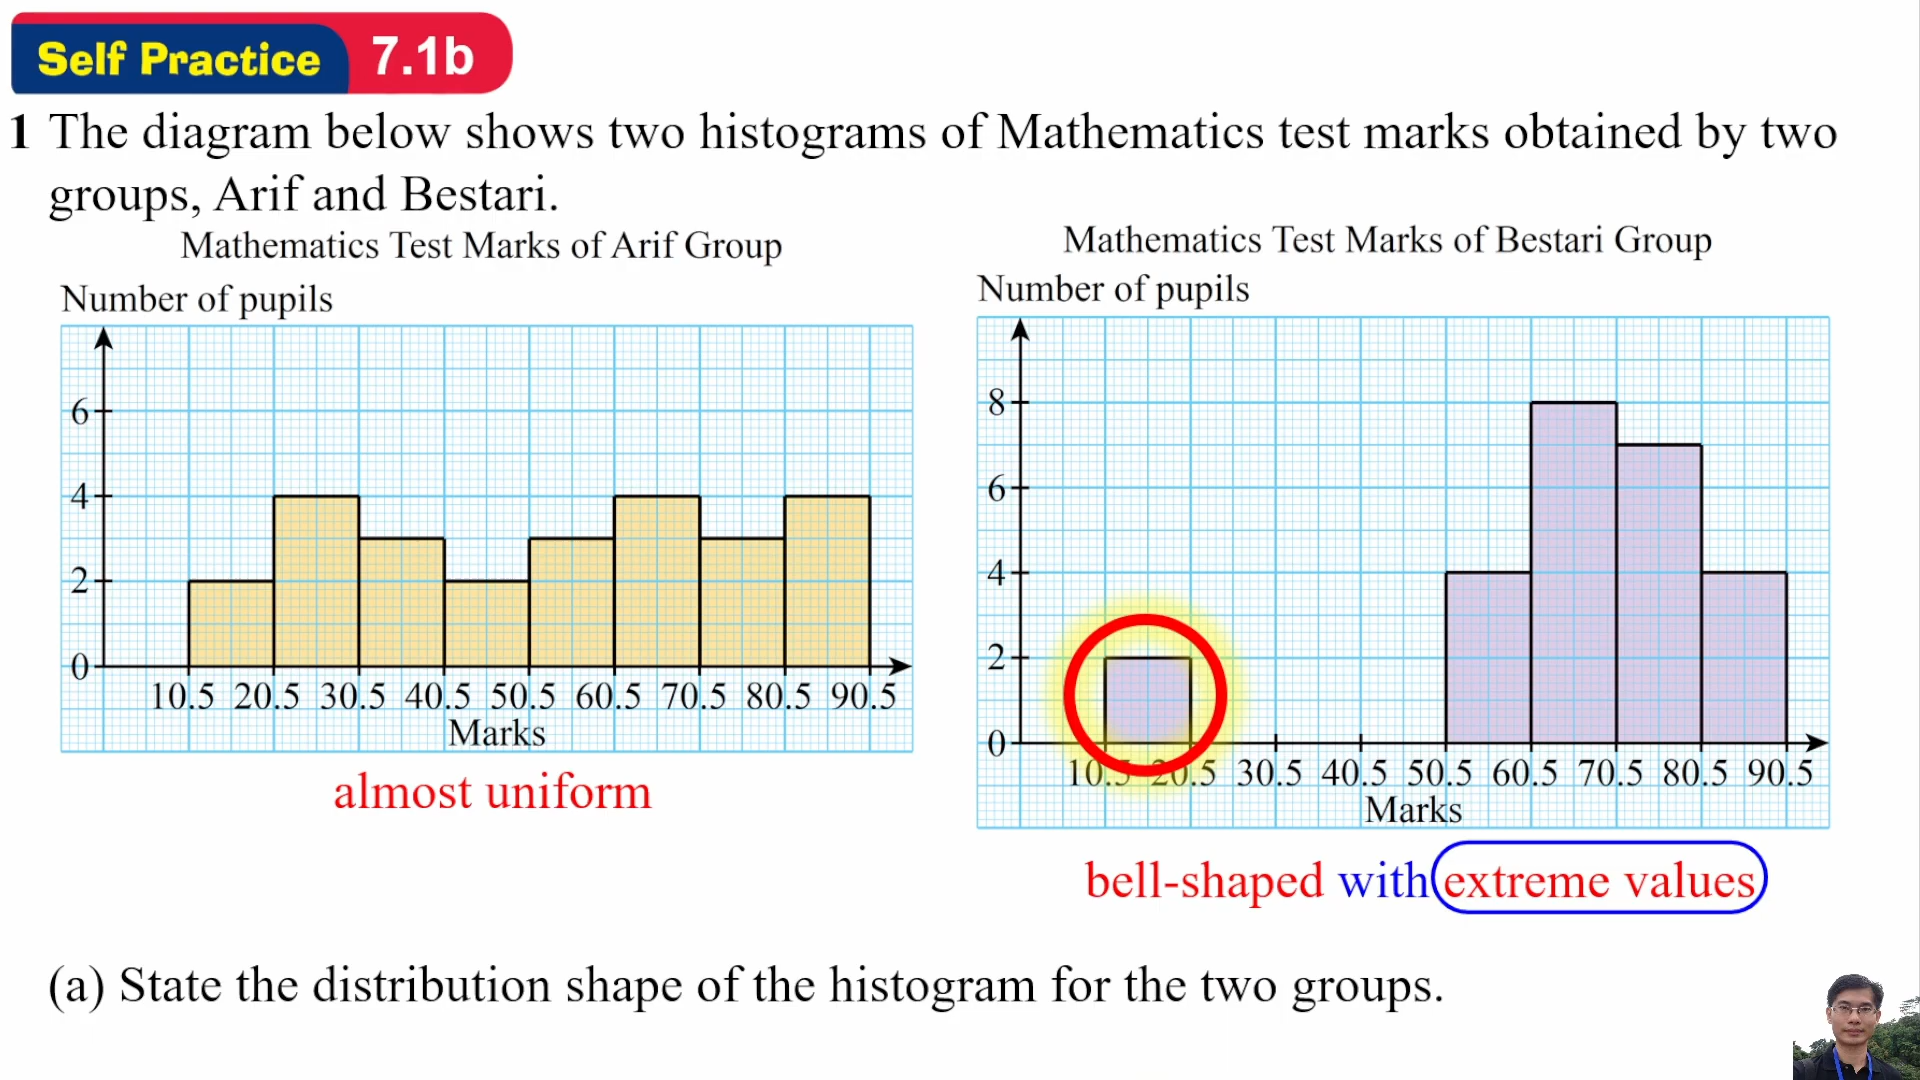 Self Practice 7.1b
1 The diagram below shows two histograms of Mathematics test marks obtained by two
groups, Arif and Bestari.
Mathematics Test Marks of Arif Group
Number of pupils
6
4
2
0
10.5 20.5 30.5 40.5 50.5 60.5 70.5 80.5 90.5
Marks
almost uniform
Mathematics Test Marks of Bestari Group
Number of pupils
8
6
4
2
0
10.5 20.5 30.5 40.5 50.5 60.5 70.5 80.5 90.5
Marks
bell-shaped with extreme values
(a) State the distribution shape of the histogram for the two groups.